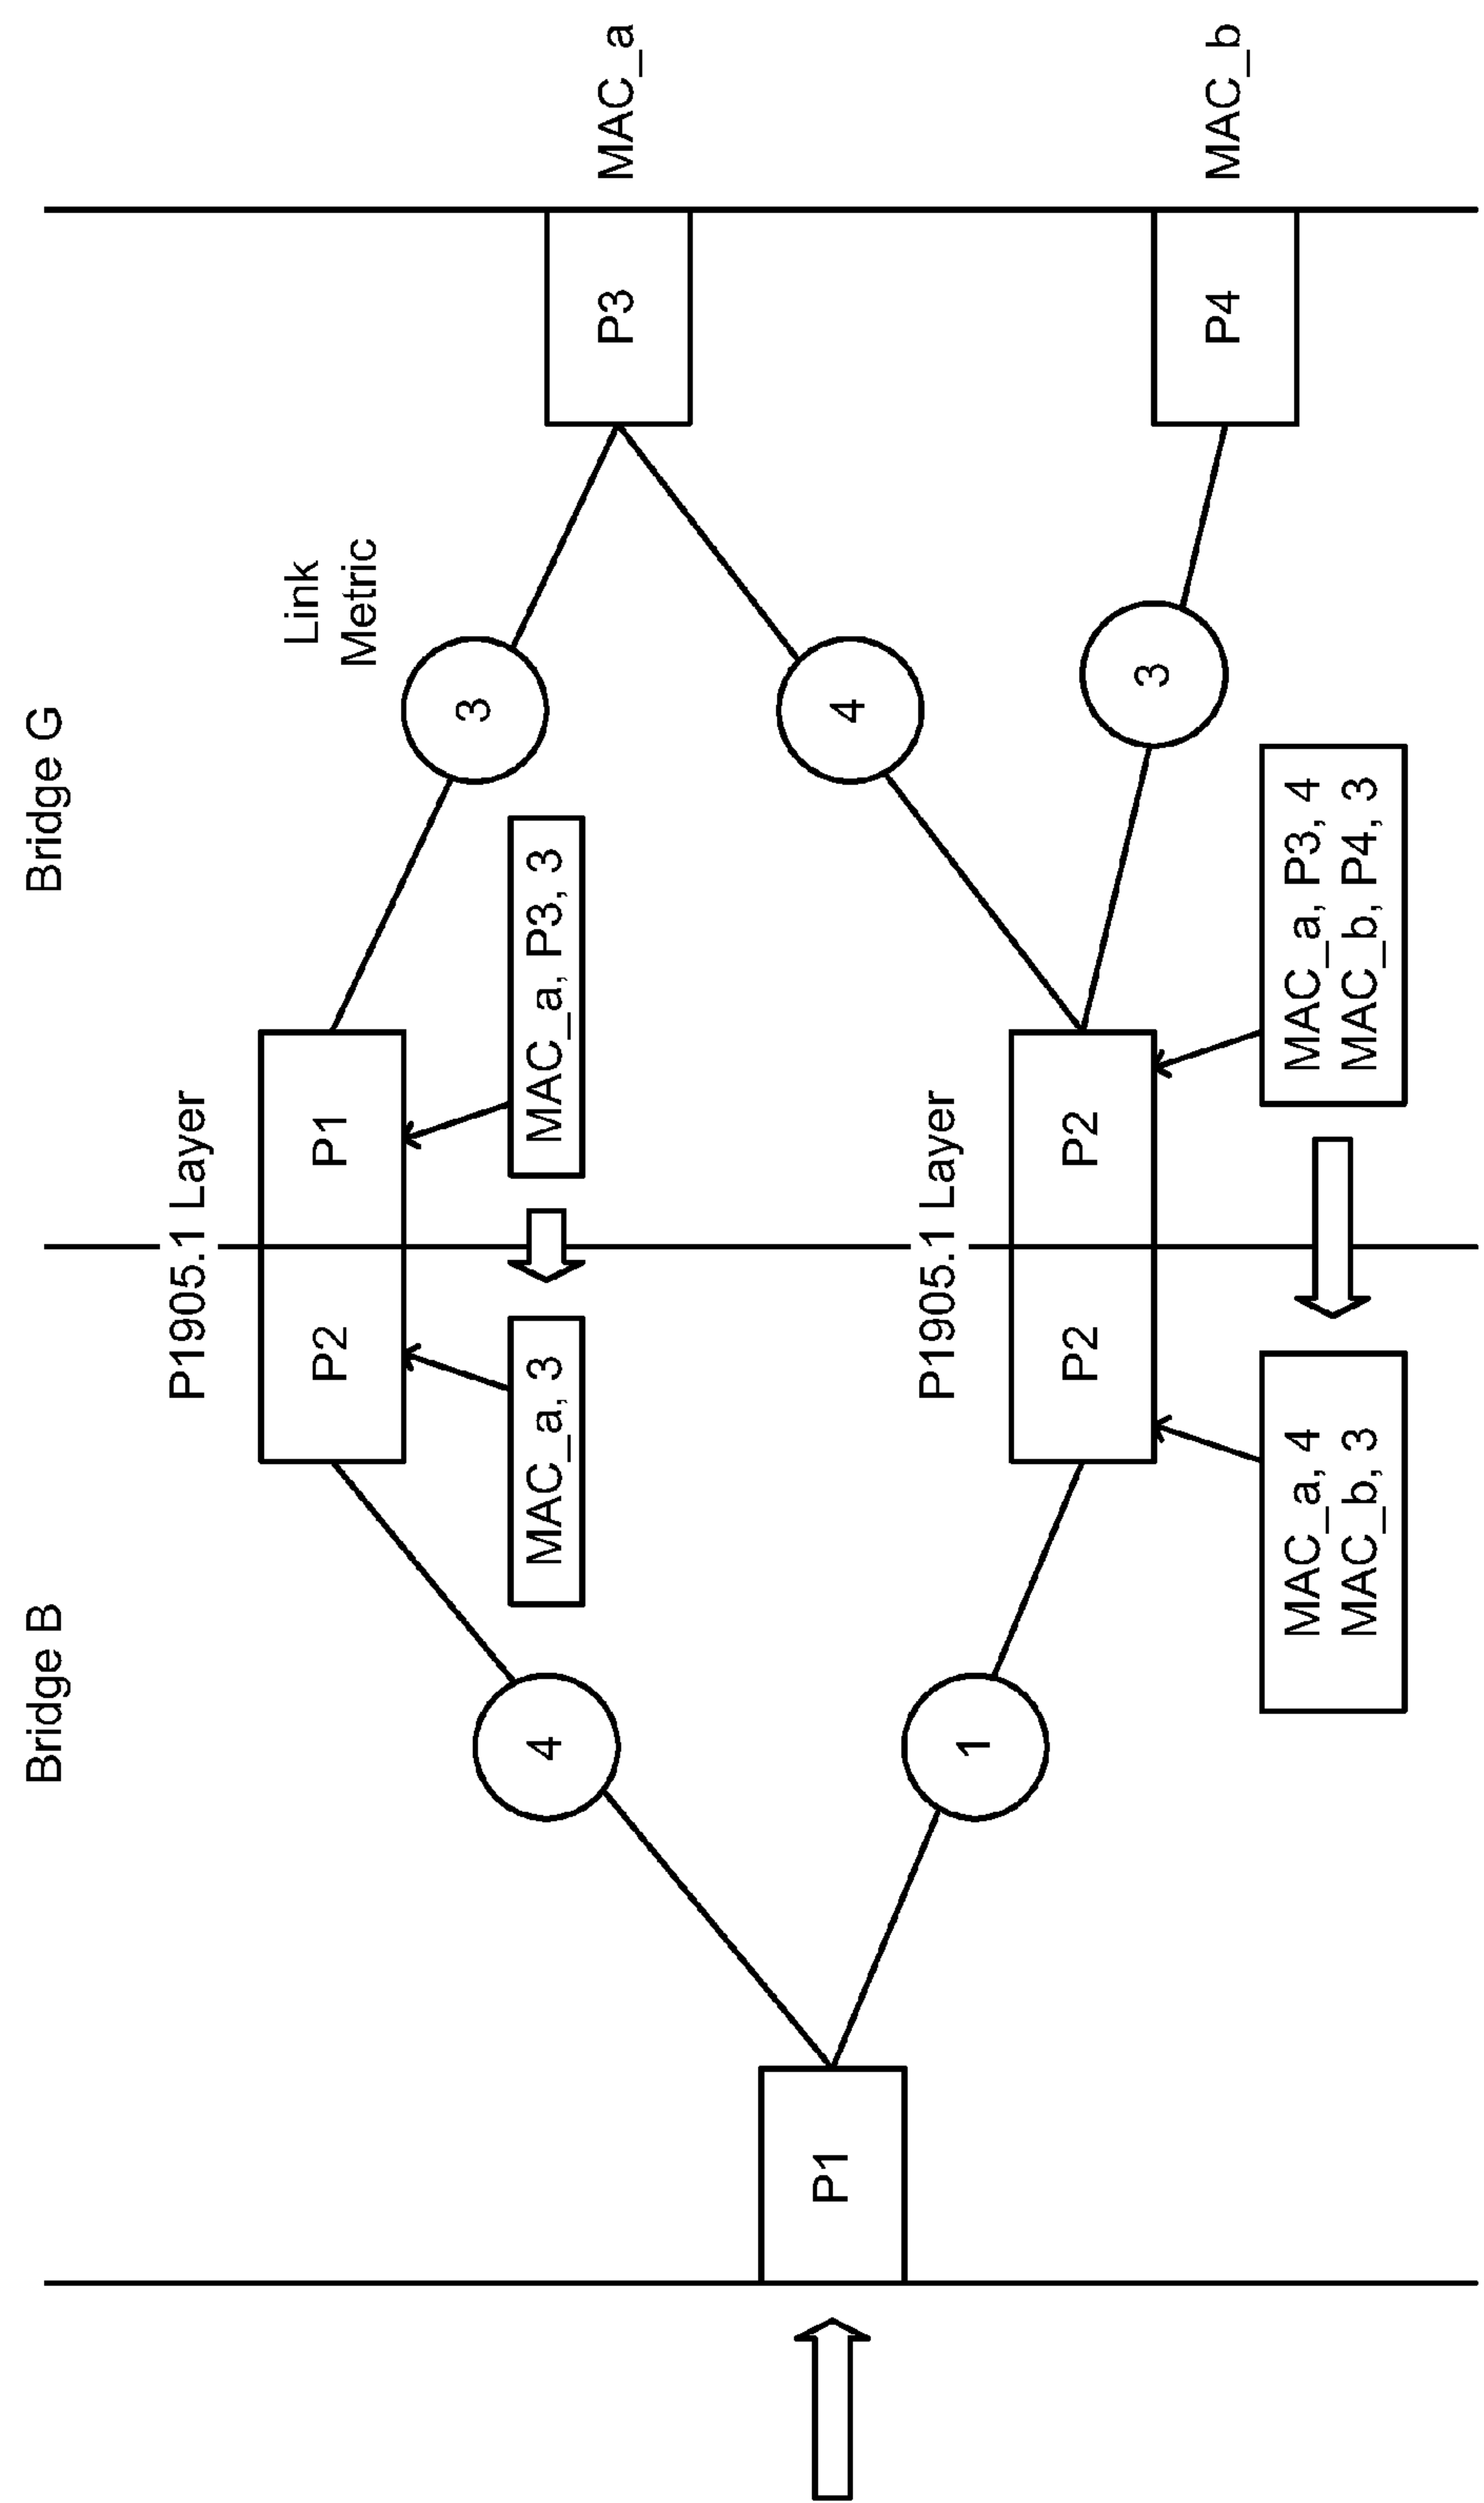 Bridge B
Bridge G
P1905.1 Layer
Link
Metric
P2
P1
3
MAC_a, 3
MAC_a, P3, 3
4
P3
MAC_a
P1
4
P1905.1 Layer
1
P2
P2
3
P4
MAC_b
MAC_a, 4
MAC_b, 3
MAC_a, P3, 4
MAC_b, P4, 3